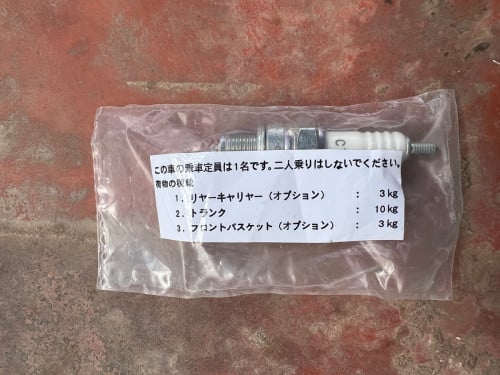 C
この車の乗車定員は1名です。二人乗りはしないでください。
荷物の積載
1．リヤーキャリヤー（オプション）　：　3kg
2．トランク　：　10kg
3．フロントバスケット（オプション）　：　3kg